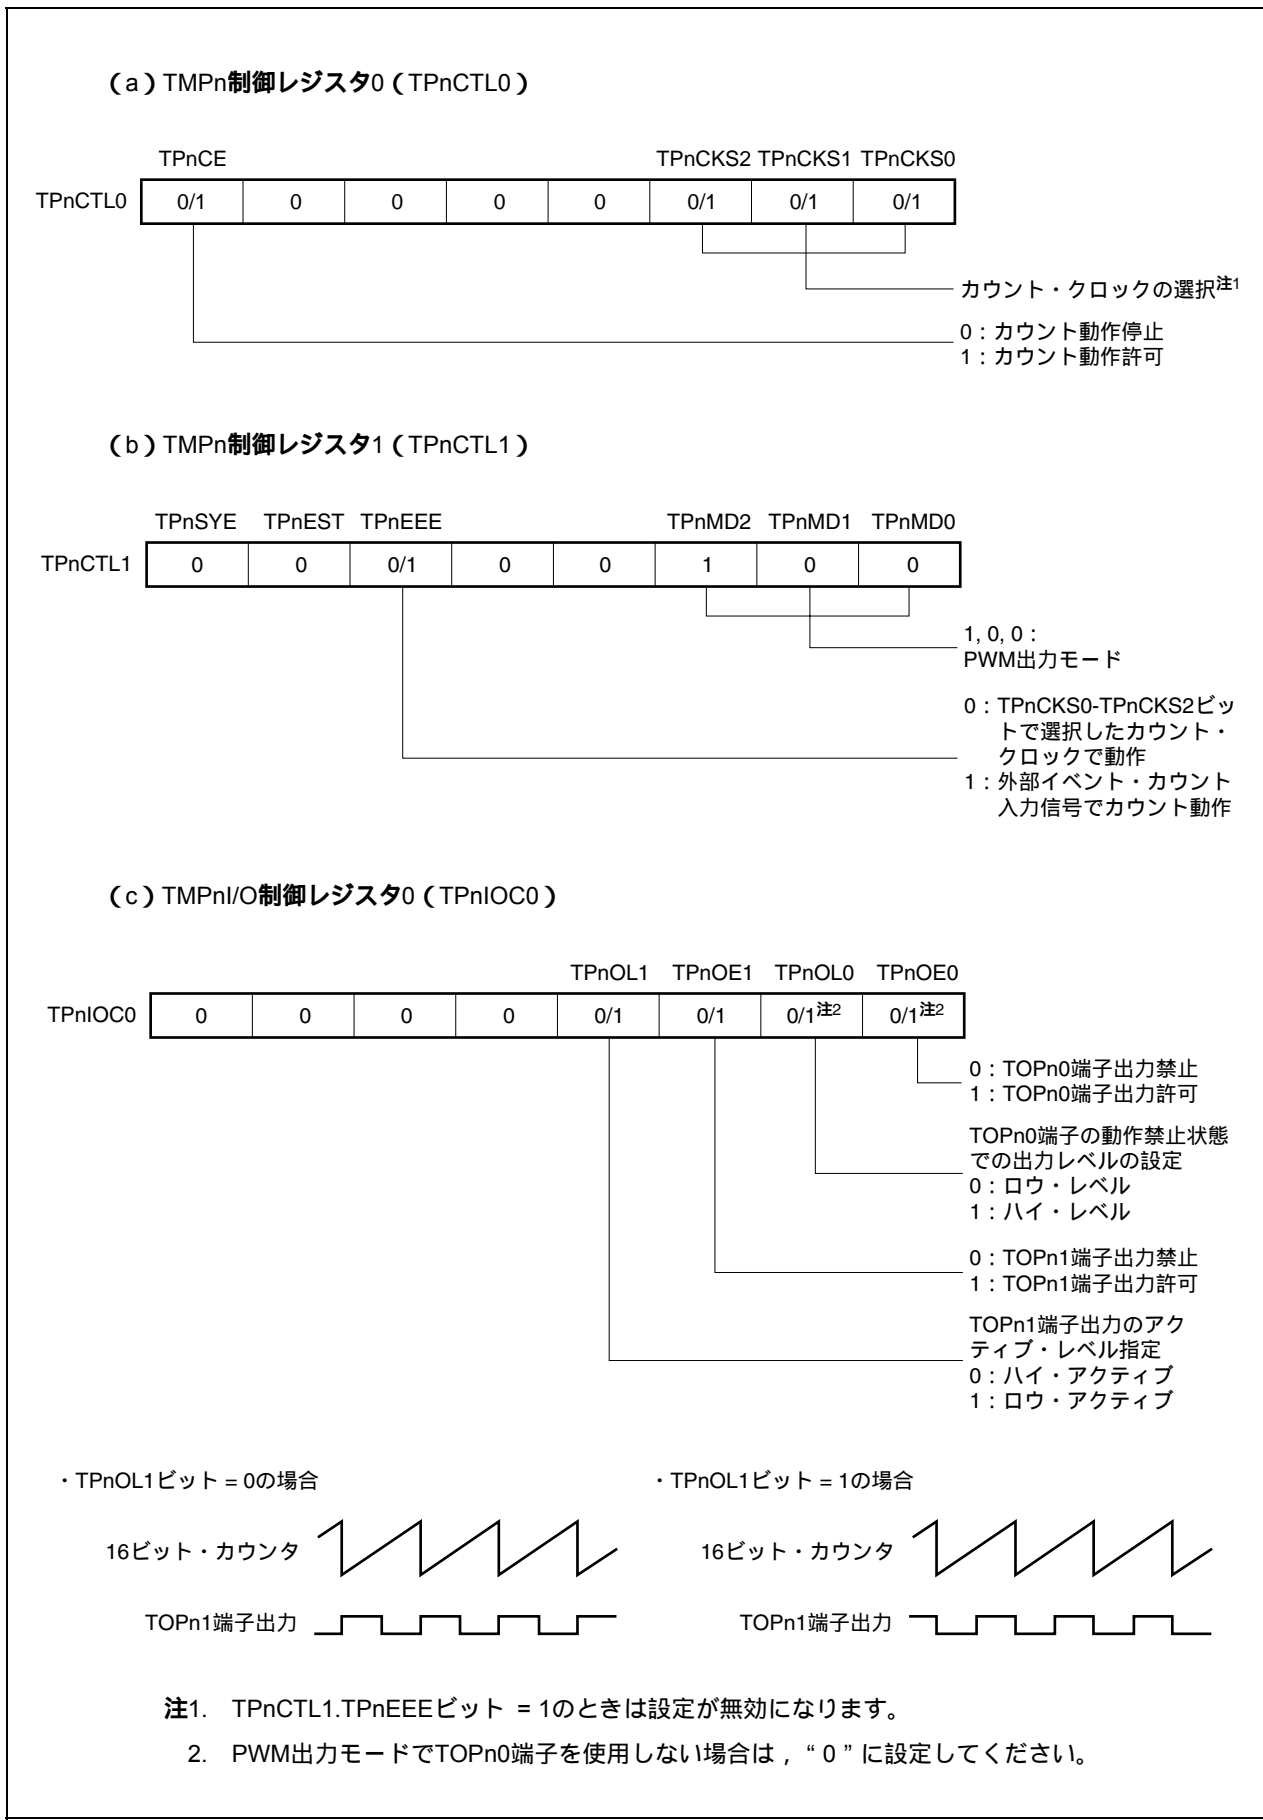 (a)TMPn制御レジスタ0(TPnCTL0)
TPnCE TPnCKS2 TPnCKS1 TPnCKS0
TPnCTL0 0/1 0 0 0 0 0/1 0/1 0/1
カウント・クロックの選択注1
0:カウント動作停止
1:カウント動作許可
(b)TMPn制御レジスタ1(TPnCTL1)
TPnSYE TPnEST TPnEEE TPnMD2 TPnMD1 TPnMD0
TPnCTL1 0 0 0/1 0 0 1 0 0
1, 0, 0:
PWM出力モード
0:TPnCKS0-TPnCKS2ビッ
トで選択したカウント・
クロックで動作
1:外部イベント・カウント
入力信号でカウント動作
(c)TMPnI/O制御レジスタ0(TPnIOC0)
TPnOL1 TPnOE1 TPnOL0 TPnOE0
TPnIOC0 0 0 0 0 0/1 0/1 0/1注2 0/1注2
0:TOPn0端子出力禁止
1:TOPn0端子出力許可
TOPn0端子の動作禁止状態
での出力レベルの設定
0:ロウ・レベル
1:ハイ・レベル
0:TOPn1端子出力禁止
1:TOPn1端子出力許可
TOPn1端子出力のアク
ティブ・レベル指定
0:ハイ・アクティブ
1:ロウ・アクティブ
・TPnOL1ビット = 0の場合 ・TPnOL1ビット = 1の場合
16ビット・カウンタ 16ビット・カウンタ
TOPn1端子出力 TOPn1端子出力
注1. TPnCTL1.TPnEEEビット = 1のときは設定が無効になります。
2. PWM出力モードでTOPn0端子を使用しない場合は,“0”に設定してください。